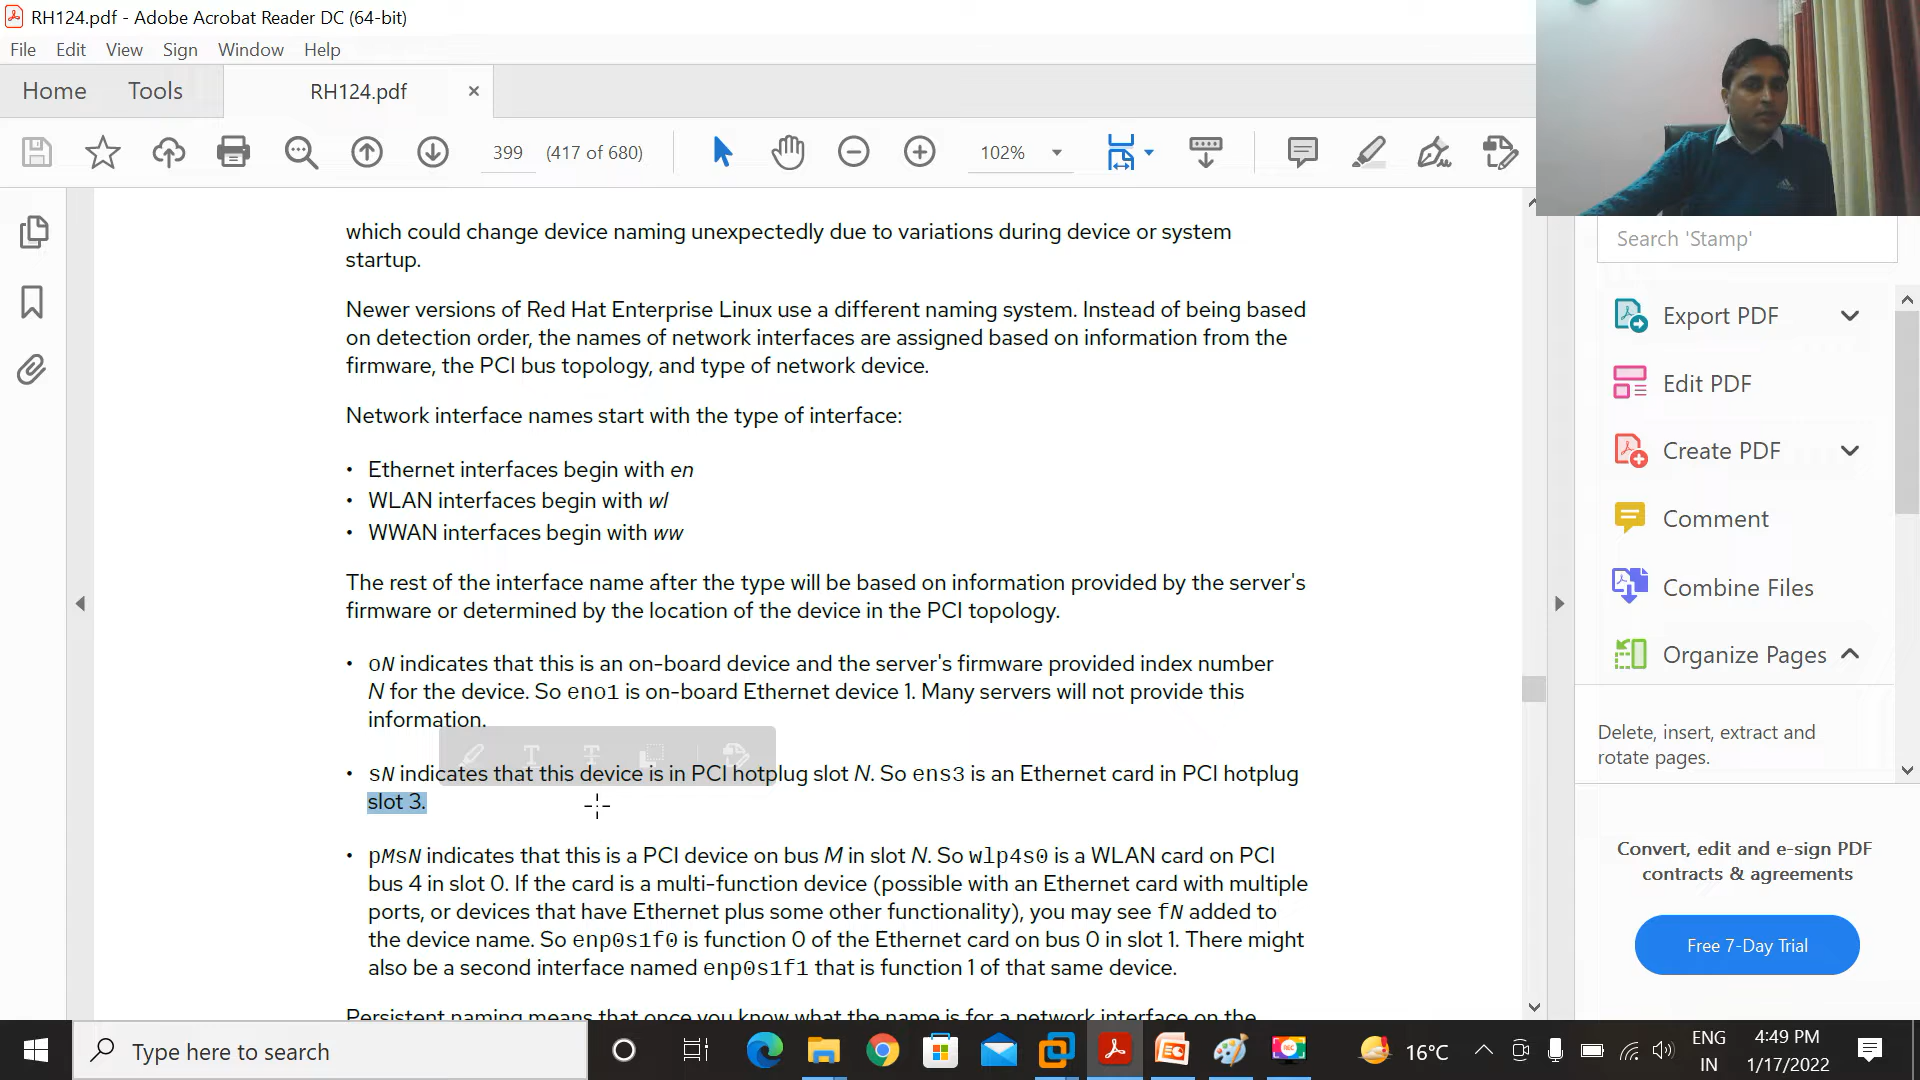 RH124.pdf - Adobe Acrobat Reader DC (64-bit)
File Edit View Sign Window Help
Home Tools RH124.pdf ×
399 (417 of 680) 102%
which could change device naming unexpectedly due to variations during device or system
startup.
Newer versions of Red Hat Enterprise Linux use a different naming system. Instead of being based
on detection order, the names of network interfaces are assigned based on information from the
firmware, the PCI bus topology, and type of network device.
Network interface names start with the type of interface:
• Ethernet interfaces begin with en
• WLAN interfaces begin with wl
• WWAN interfaces begin with ww
The rest of the interface name after the type will be based on information provided by the server's
firmware or determined by the location of the device in the PCI topology.
• oN indicates that this is an on-board device and the server's firmware provided index number
N for the device. So eno1 is on-board Ethernet device 1. Many servers will not provide this
information.
• sN indicates that this device is in PCI hotplug slot N. So ens3 is an Ethernet card in PCI hotplug
slot 3.
• pMsN indicates that this is a PCI device on bus M in slot N. So wlp4s0 is a WLAN card on PCI
bus 4 in slot 0. If the card is a multi-function device (possible with an Ethernet card with multiple
ports, or devices that have Ethernet plus some other functionality), you may see fN added to
the device name. So enp0s1f0 is function 0 of the Ethernet card on bus 0 in slot 1. There might
also be a second interface named enp0s1f1 that is function 1 of that same device.
Persistent naming means that once you know what the name is for a network interface on the
Search 'Stamp'
Export PDF
Edit PDF
Create PDF
Comment
Combine Files
Organize Pages
Delete, insert, extract and
rotate pages.
Convert, edit and e-sign PDF
contracts & agreements
Free 7-Day Trial
Type here to search
16°C
ENG
IN
4:49 PM
1/17/2022